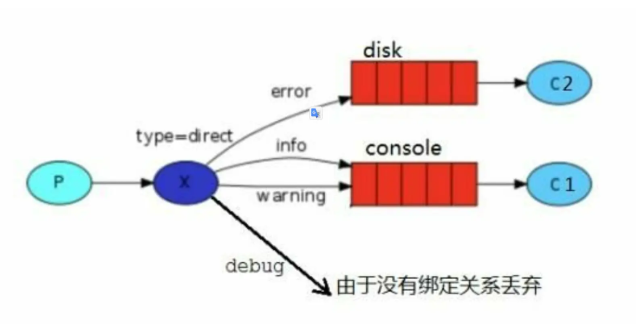 disk
C2
error
type=direct
info
console
P
X
warning
C1
debug
由于没有绑定关系丢弃